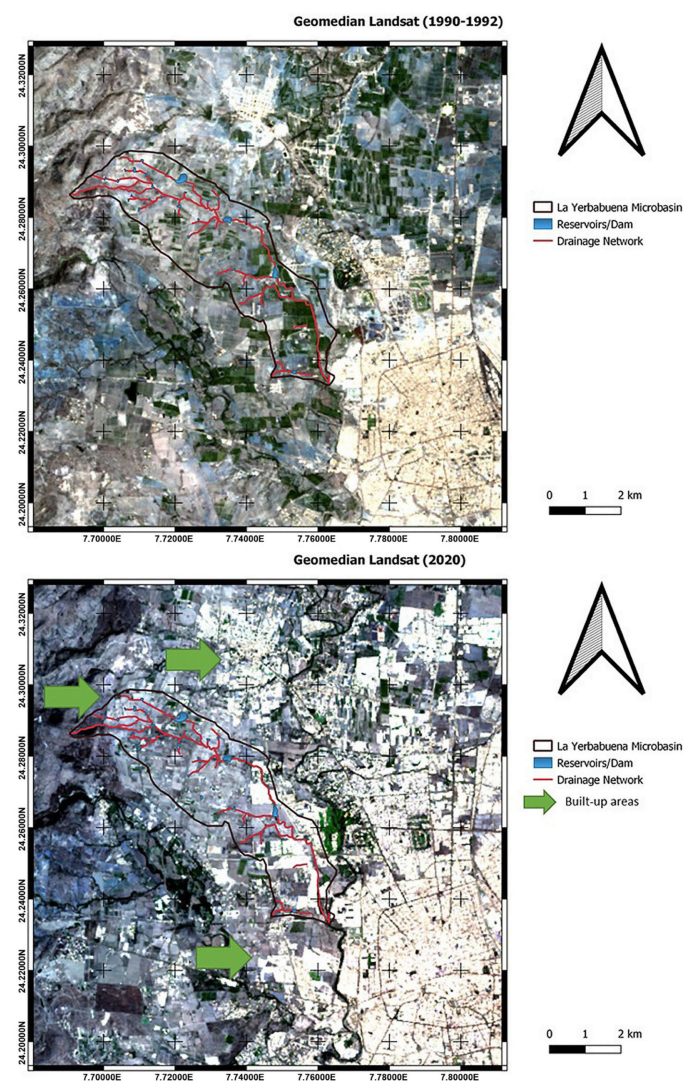 Geomedian Landsat (1990-1992)
24.32000N
24.30000N
24.28000N
24.26000N
24.24000N
24.22000N
24.20000N
7.70000E 7.72000E 7.74000E 7.76000E 7.78000E 7.80000E
La Yerbabuena Microbasin
Reservoirs/Dam
Drainage Network
0 1 2 km
Geomedian Landsat (2020)
24.32000N
24.30000N
24.28000N
24.26000N
24.24000N
24.22000N
24.20000N
7.70000E 7.72000E 7.74000E 7.76000E 7.78000E 7.80000E
La Yerbabuena Microbasin
Reservoirs/Dam
Drainage Network
Built-up areas
0 1 2 km